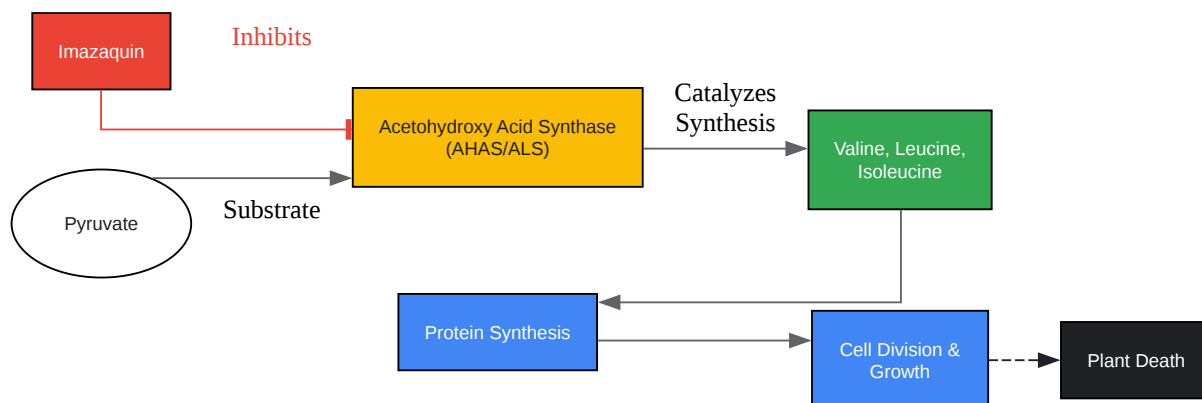 Imazaquin
Inhibits
Acetohydroxy Acid Synthase
(AHAS/ALS)
Catalyzes
Synthesis
Valine, Leucine,
Isoleucine
Pyruvate
Substrate
Protein Synthesis
Cell Division &
Growth
Plant Death